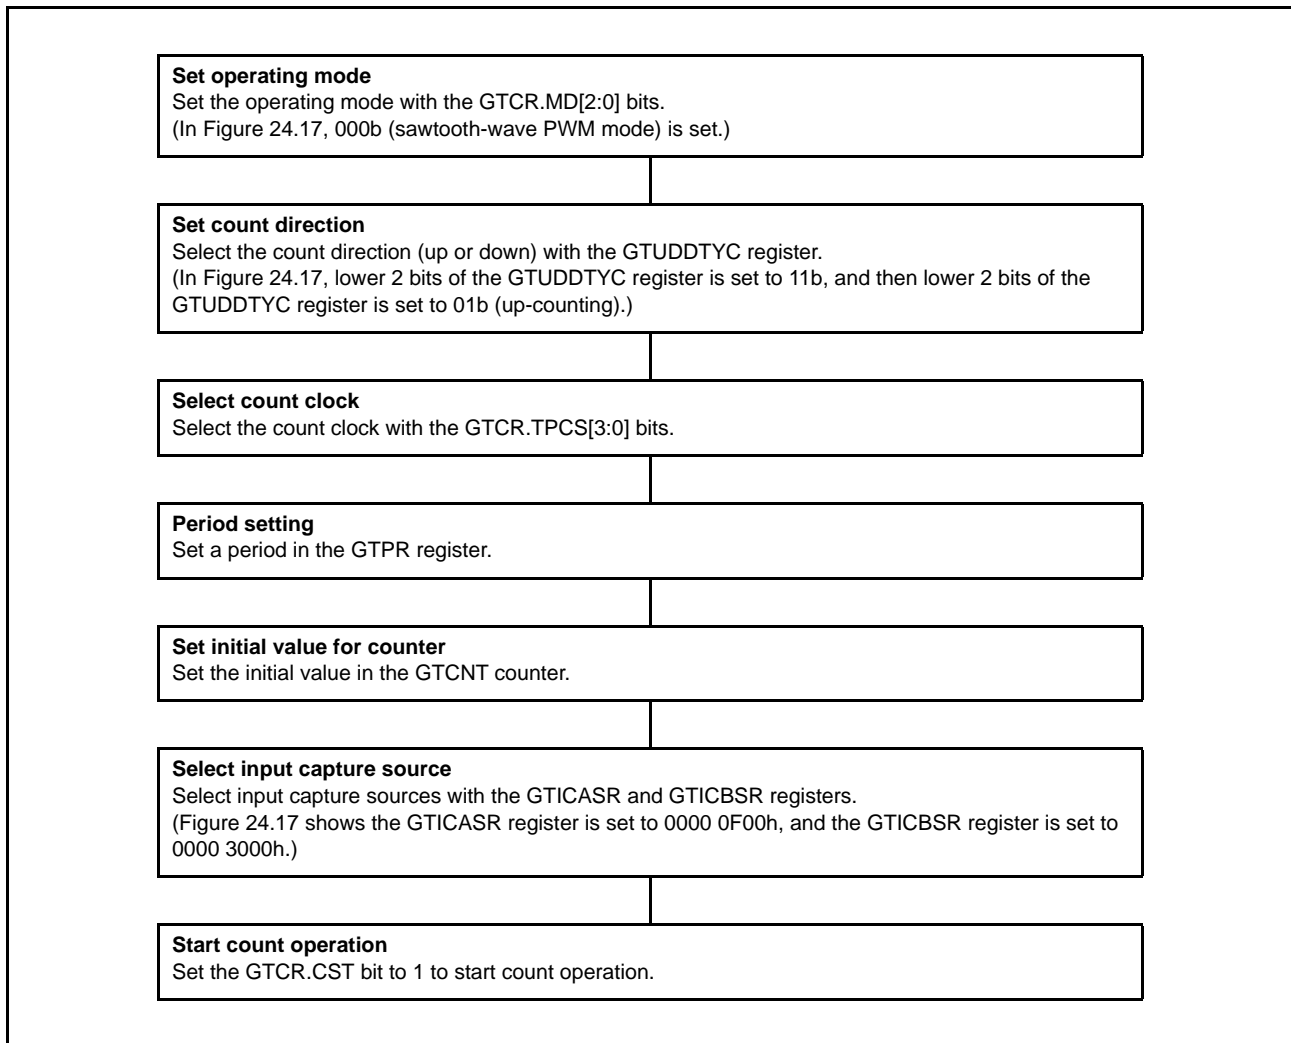 Set operating mode
Set the operating mode with the GTCR.MD[2:0] bits.
(In Figure 24.17, 000b (sawtooth-wave PWM mode) is set.)
Set count direction
Select the count direction (up or down) with the GTUDDTYC register.
(In Figure 24.17, lower 2 bits of the GTUDDTYC register is set to 11b, and then lower 2 bits of the
GTUDDTYC register is set to 01b (up-counting).)
Select count clock
Select the count clock with the GTCR.TPCS[3:0] bits.
Period setting
Set a period in the GTPR register.
Set initial value for counter
Set the initial value in the GTCNT counter.
Select input capture source
Select input capture sources with the GTICASR and GTICBSR registers.
(Figure 24.17 shows the GTICASR register is set to 0000 0F00h, and the GTICBSR register is set to
0000 3000h.)
Start count operation
Set the GTCR.CST bit to 1 to start count operation.